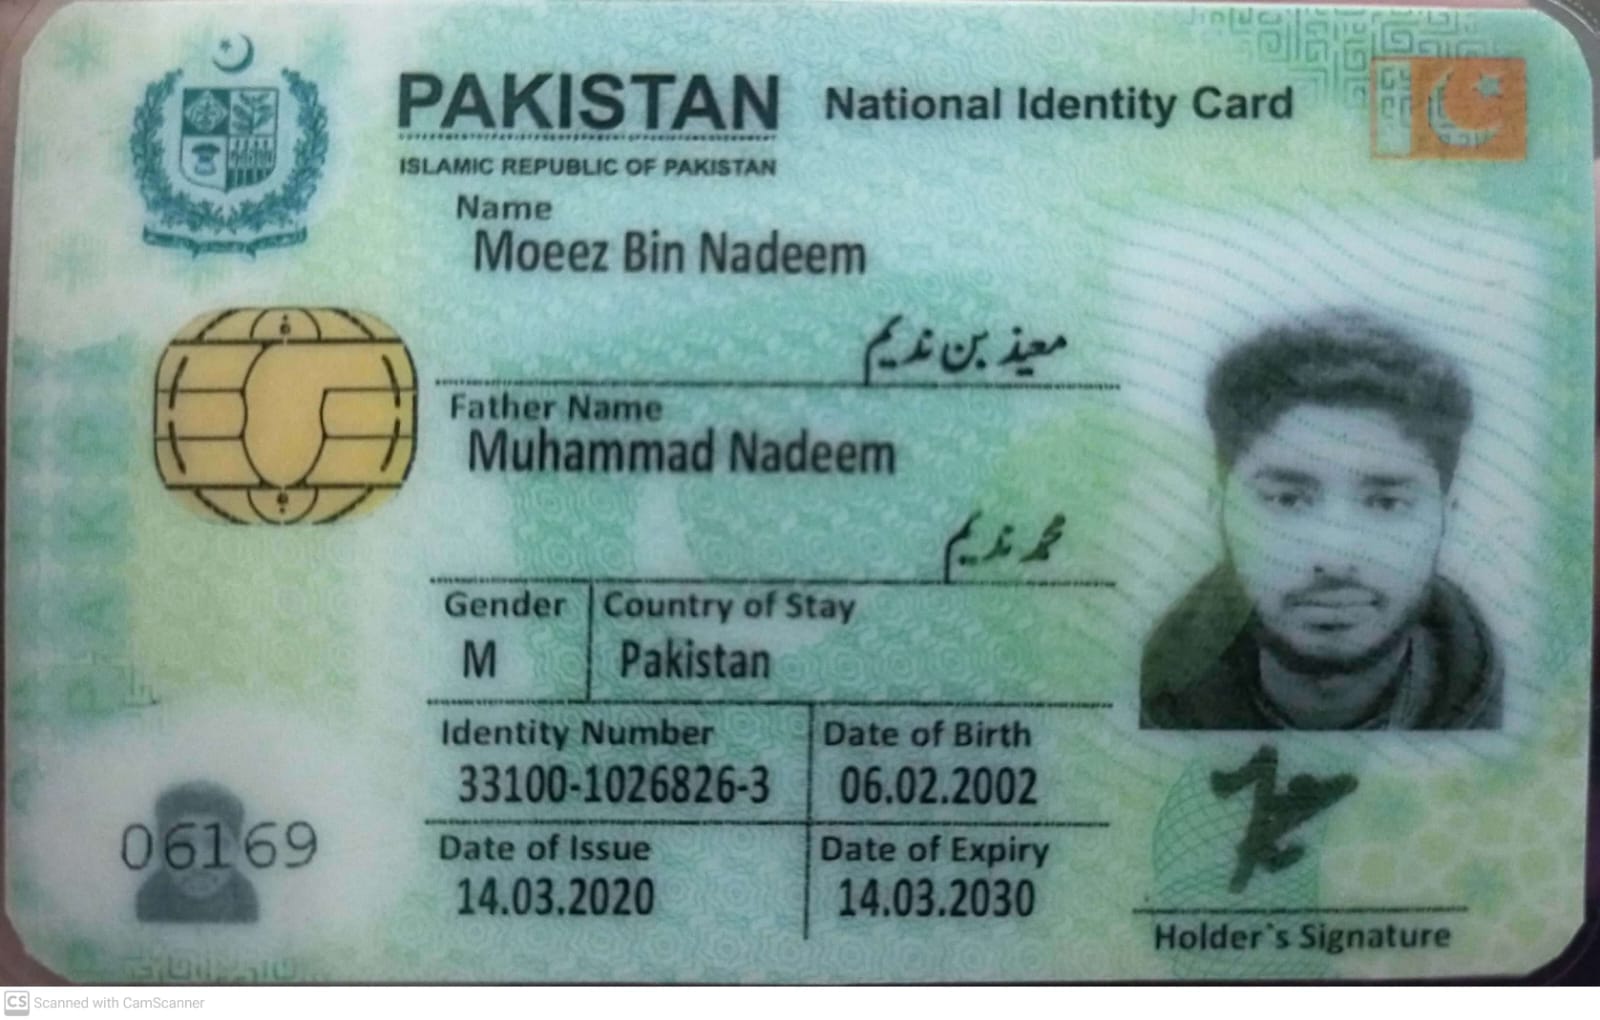 PAKISTAN National Identity Card
ISLAMIC REPUBLIC OF PAKISTAN
Name
Moeez Bin Nadeem
معیذ بن ندیم
Father Name
Muhammad Nadeem
محمد ندیم
Gender Country of Stay
M Pakistan
Identity Number Date of Birth
33100-1026826-3 06.02.2002
Date of Issue Date of Expiry
14.03.2020 14.03.2030
06169
Holder`s Signature
PAKISTAN
CS Scanned with CamScanner